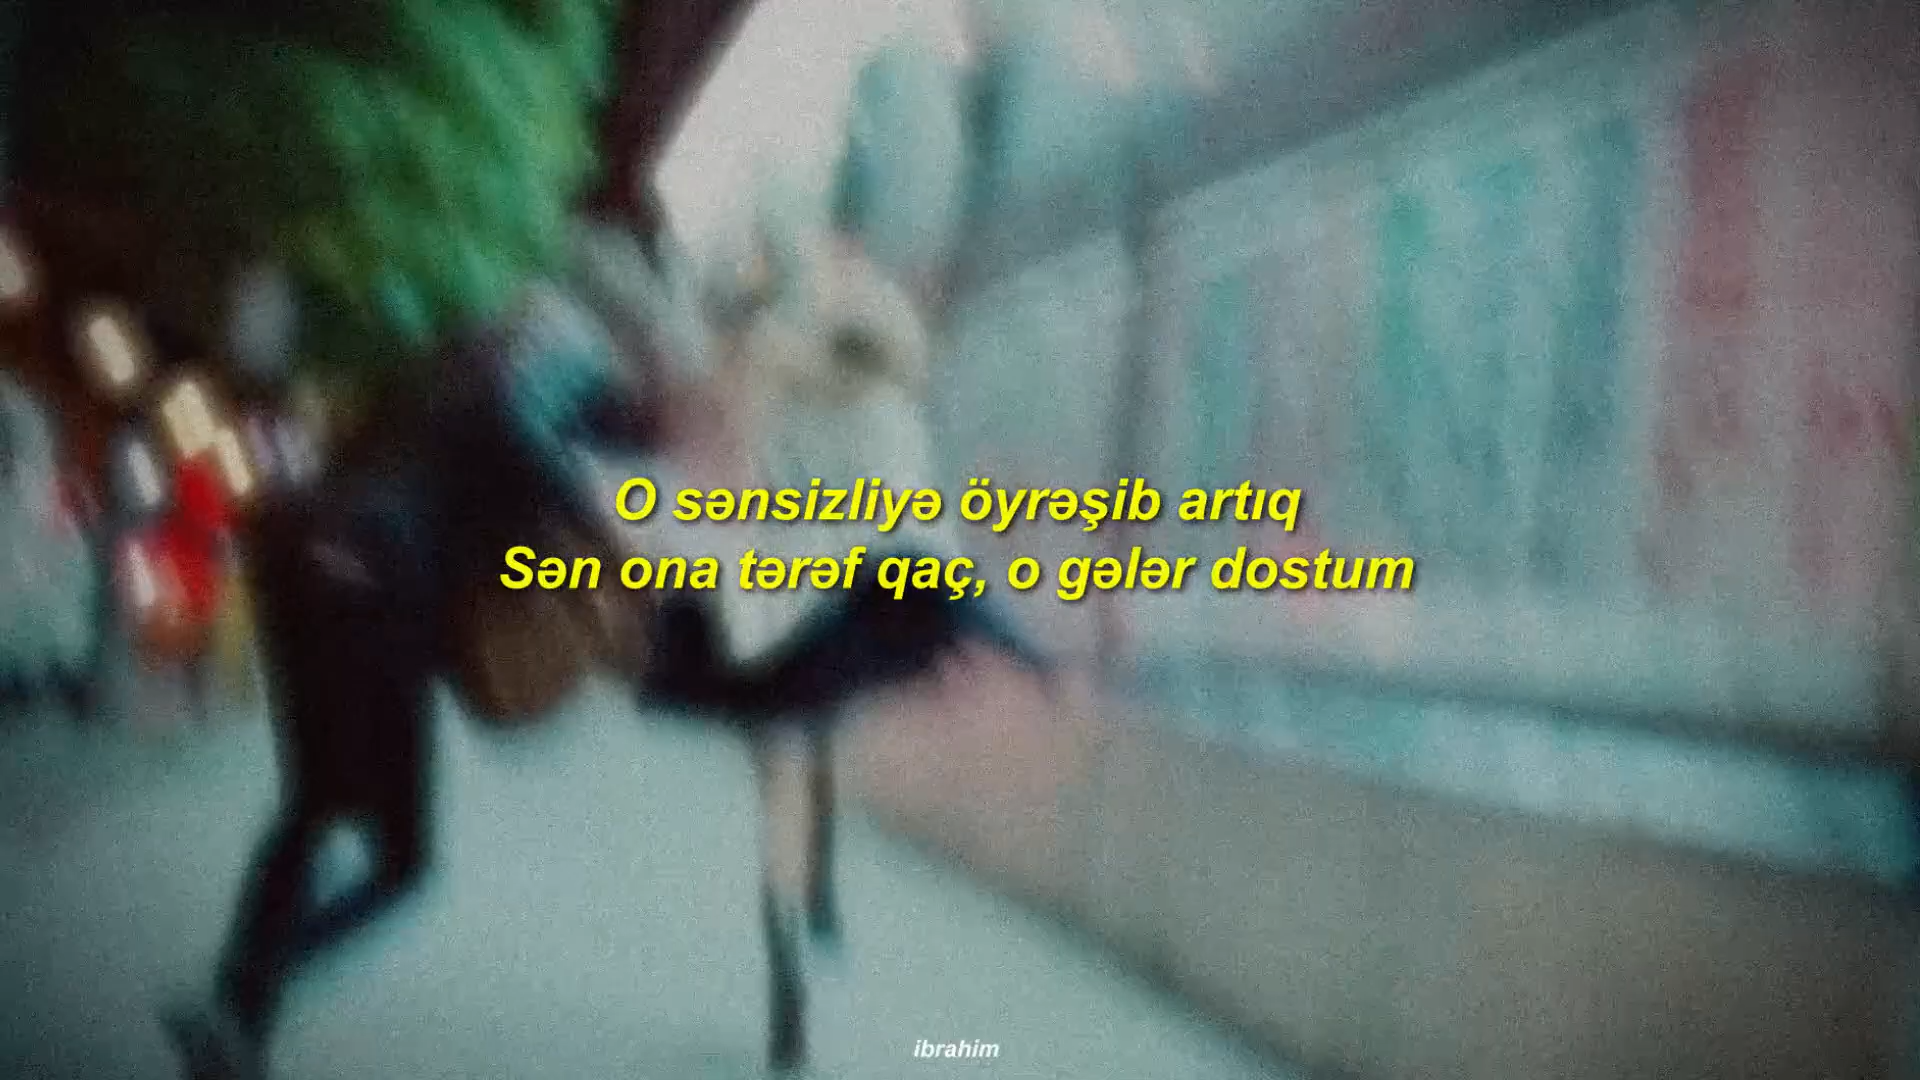 O sənsizliyə öyrəşib artıq
Sən ona tərəf qaç, o gələr dostum
ibrahim